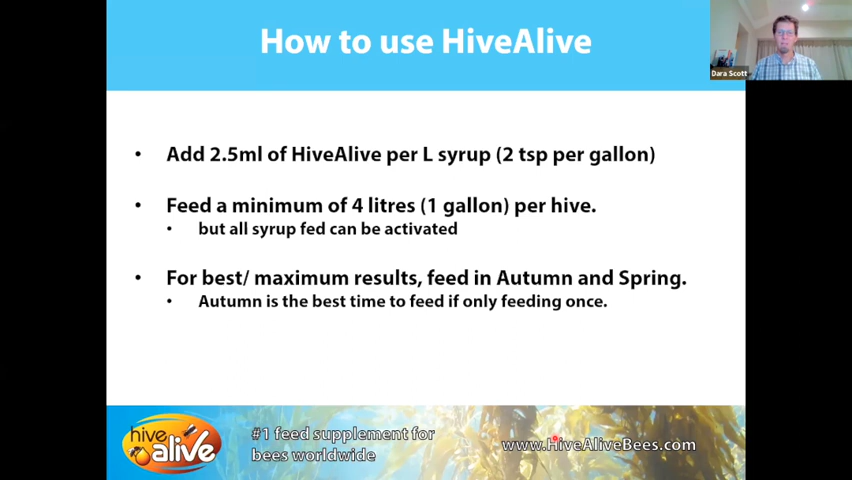 How to use HiveAlive
Dara Scott
• Add 2.5ml of HiveAlive per L syrup (2 tsp per gallon)
• Feed a minimum of 4 litres (1 gallon) per hive.
• but all syrup fed can be activated
• For best/ maximum results, feed in Autumn and Spring.
• Autumn is the best time to feed if only feeding once.
hive
alive
#1 feed supplement for
bees worldwide
www.HiveAliveBees.com